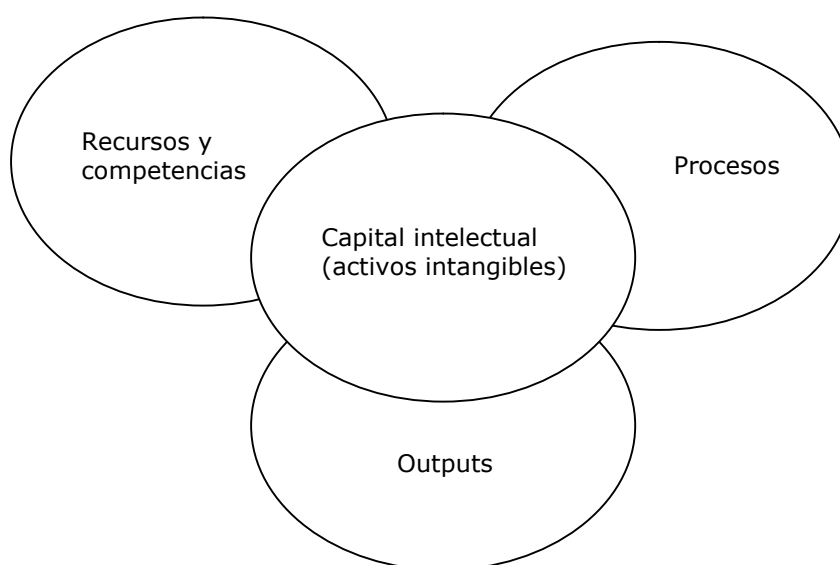 Recursos y
competencias
Procesos
Capital intelectual
(activos intangibles)
Outputs